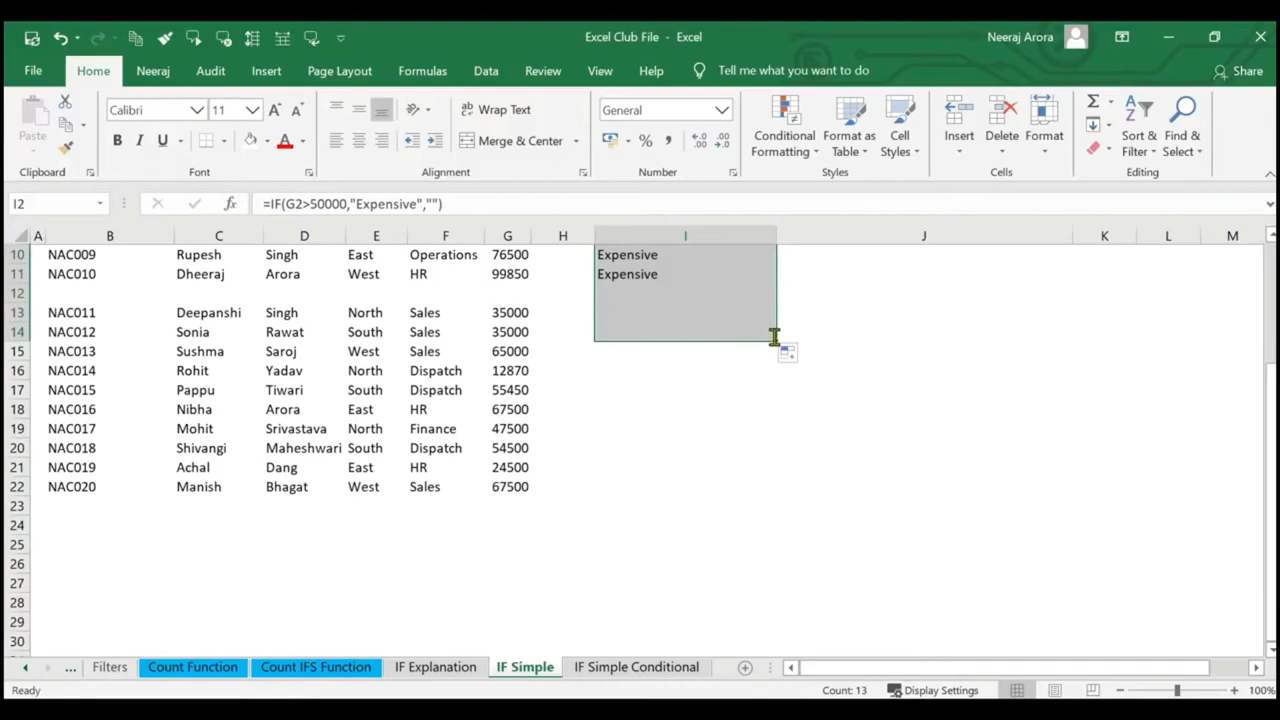 Excel Club File - Excel
Neeraj Arora
File Home Neeraj Audit Insert Page Layout Formulas Data Review View Help Tell me what you want to do Share
Paste
Clipboard
Calibri 11
B I U A
Font
Wrap Text
Merge & Center
Alignment
General
% ,
Number
Conditional Formatting
Format as Table
Cell Styles
Styles
Insert
Delete
Format
Cells
Sort & Filter
Find & Select
Editing
I2 fx =IF(G2>50000,"Expensive","")
A B C D E F G H I J K L M
10 NAC009 Rupesh Singh East Operations 76500 Expensive
11 NAC010 Dheeraj Arora West HR 99850 Expensive
12
13 NAC011 Deepanshi Singh North Sales 35000
14 NAC012 Sonia Rawat South Sales 35000
15 NAC013 Sushma Saroj West Sales 65000
16 NAC014 Rohit Yadav North Dispatch 12870
17 NAC015 Pappu Tiwari South Dispatch 55450
18 NAC016 Nibha Arora East HR 67500
19 NAC017 Mohit Srivastava North Finance 47500
20 NAC018 Shivangi Maheshwari South Dispatch 54500
21 NAC019 Achal Dang East HR 24500
22 NAC020 Manish Bhagat West Sales 67500
23
24
25
26
27
28
29
30
... Filters Count Function Count IFS Function IF Explanation IF Simple IF Simple Conditional
Ready Count: 13 Display Settings 100%